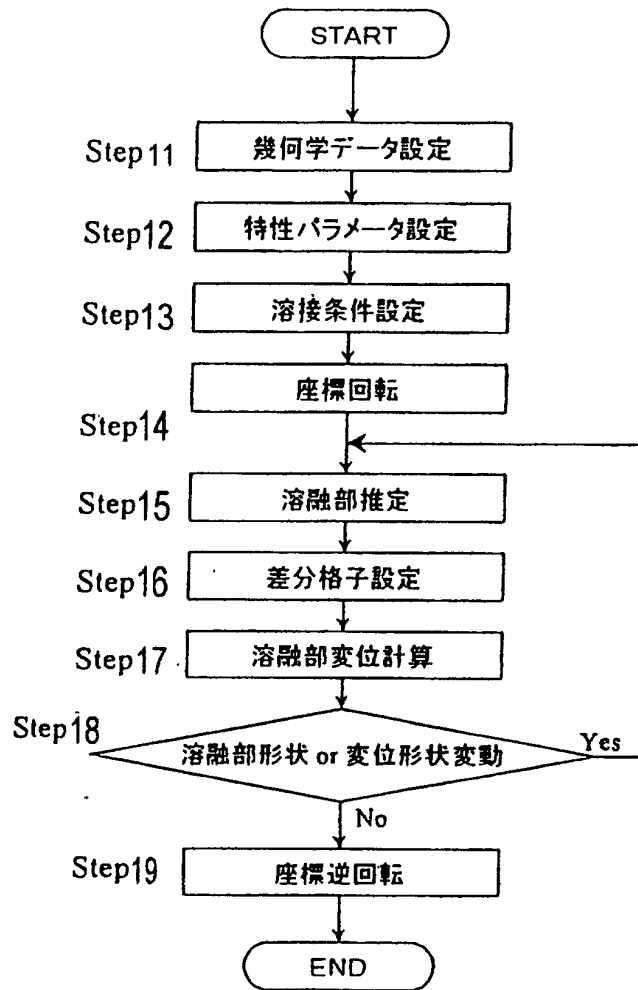 START
Step11 幾何学データ設定
Step12 特性パラメータ設定
Step13 溶接条件設定
座標回転
Step14
Step15 溶融部推定
Step16 差分格子設定
Step17 溶融部変位計算
Step18
溶融部形状 or 変位形状変動 Yes
No
Step19 座標逆回転
END